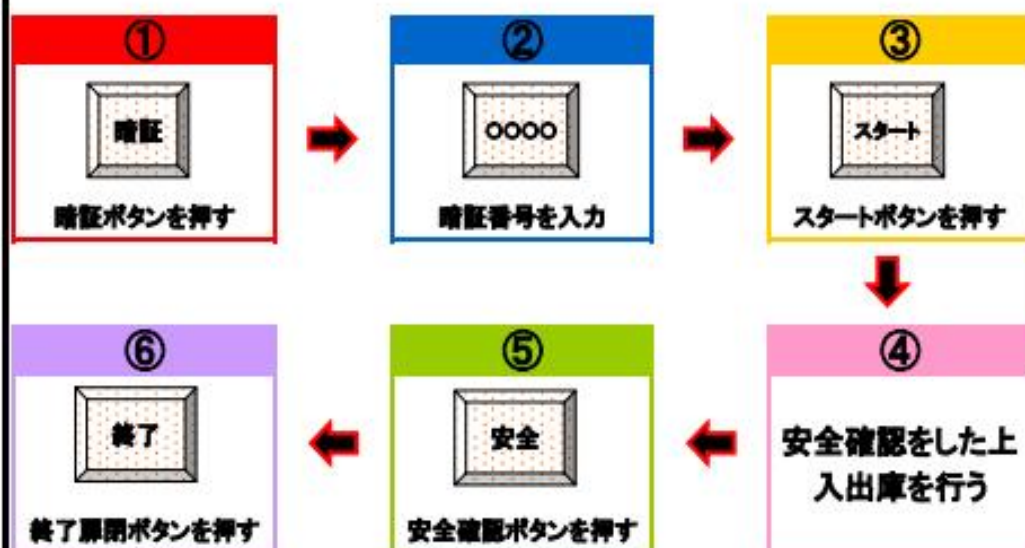 ①
暗証
暗証ボタンを押す
②
○○○○
暗証番号を入力
③
スタート
スタートボタンを押す
④
安全確認をした上
入出庫を行う
⑤
安全
安全確認ボタンを押す
⑥
終了
終了扉閉ボタンを押す